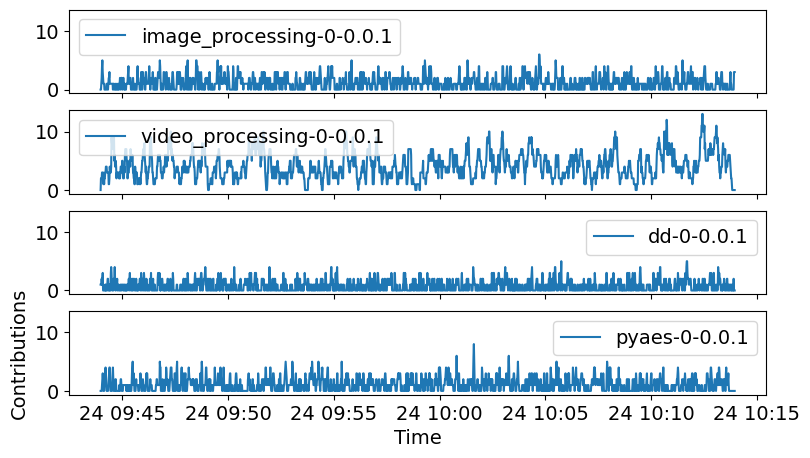 10
0
image_processing-0-0.0.1
10
0
video_processing-0-0.0.1
10
0
dd-0-0.0.1
10
0
pyaes-0-0.0.1
Contributions
24 09:45 24 09:50 24 09:55 24 10:00 24 10:05 24 10:10 24 10:15
Time